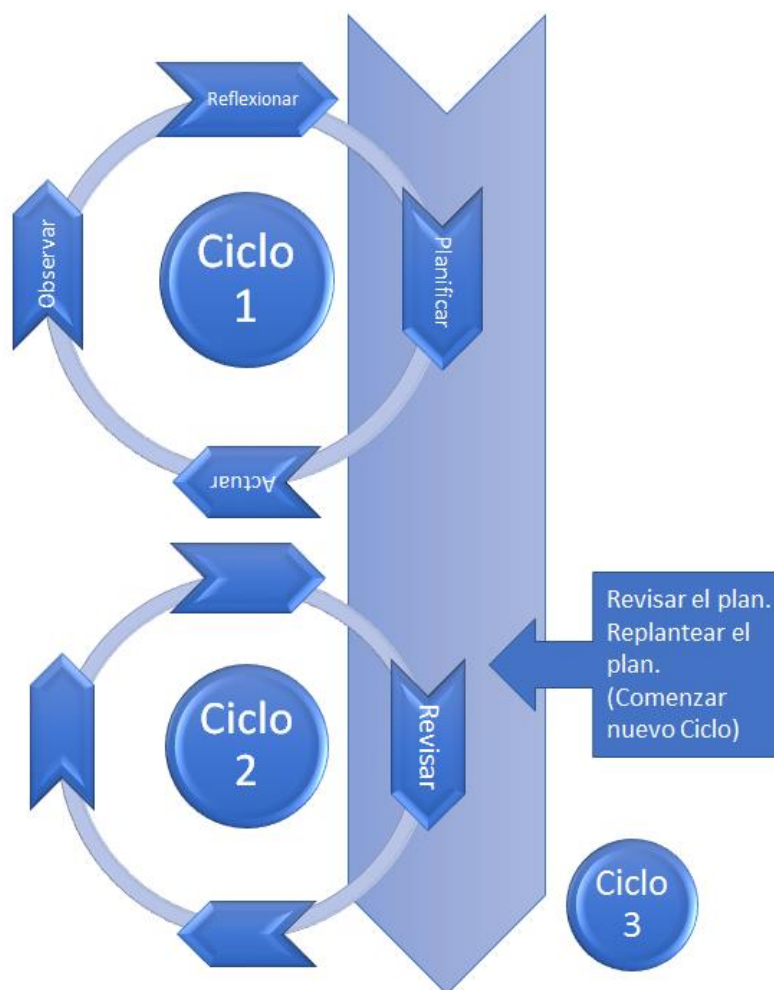 Reflexionar
Observar
Ciclo
1
Planificar
Actuar
Revisar el plan.
Replantear el
plan.
(Comenzar
nuevo Ciclo)
Ciclo
2
Revisar
Ciclo
3